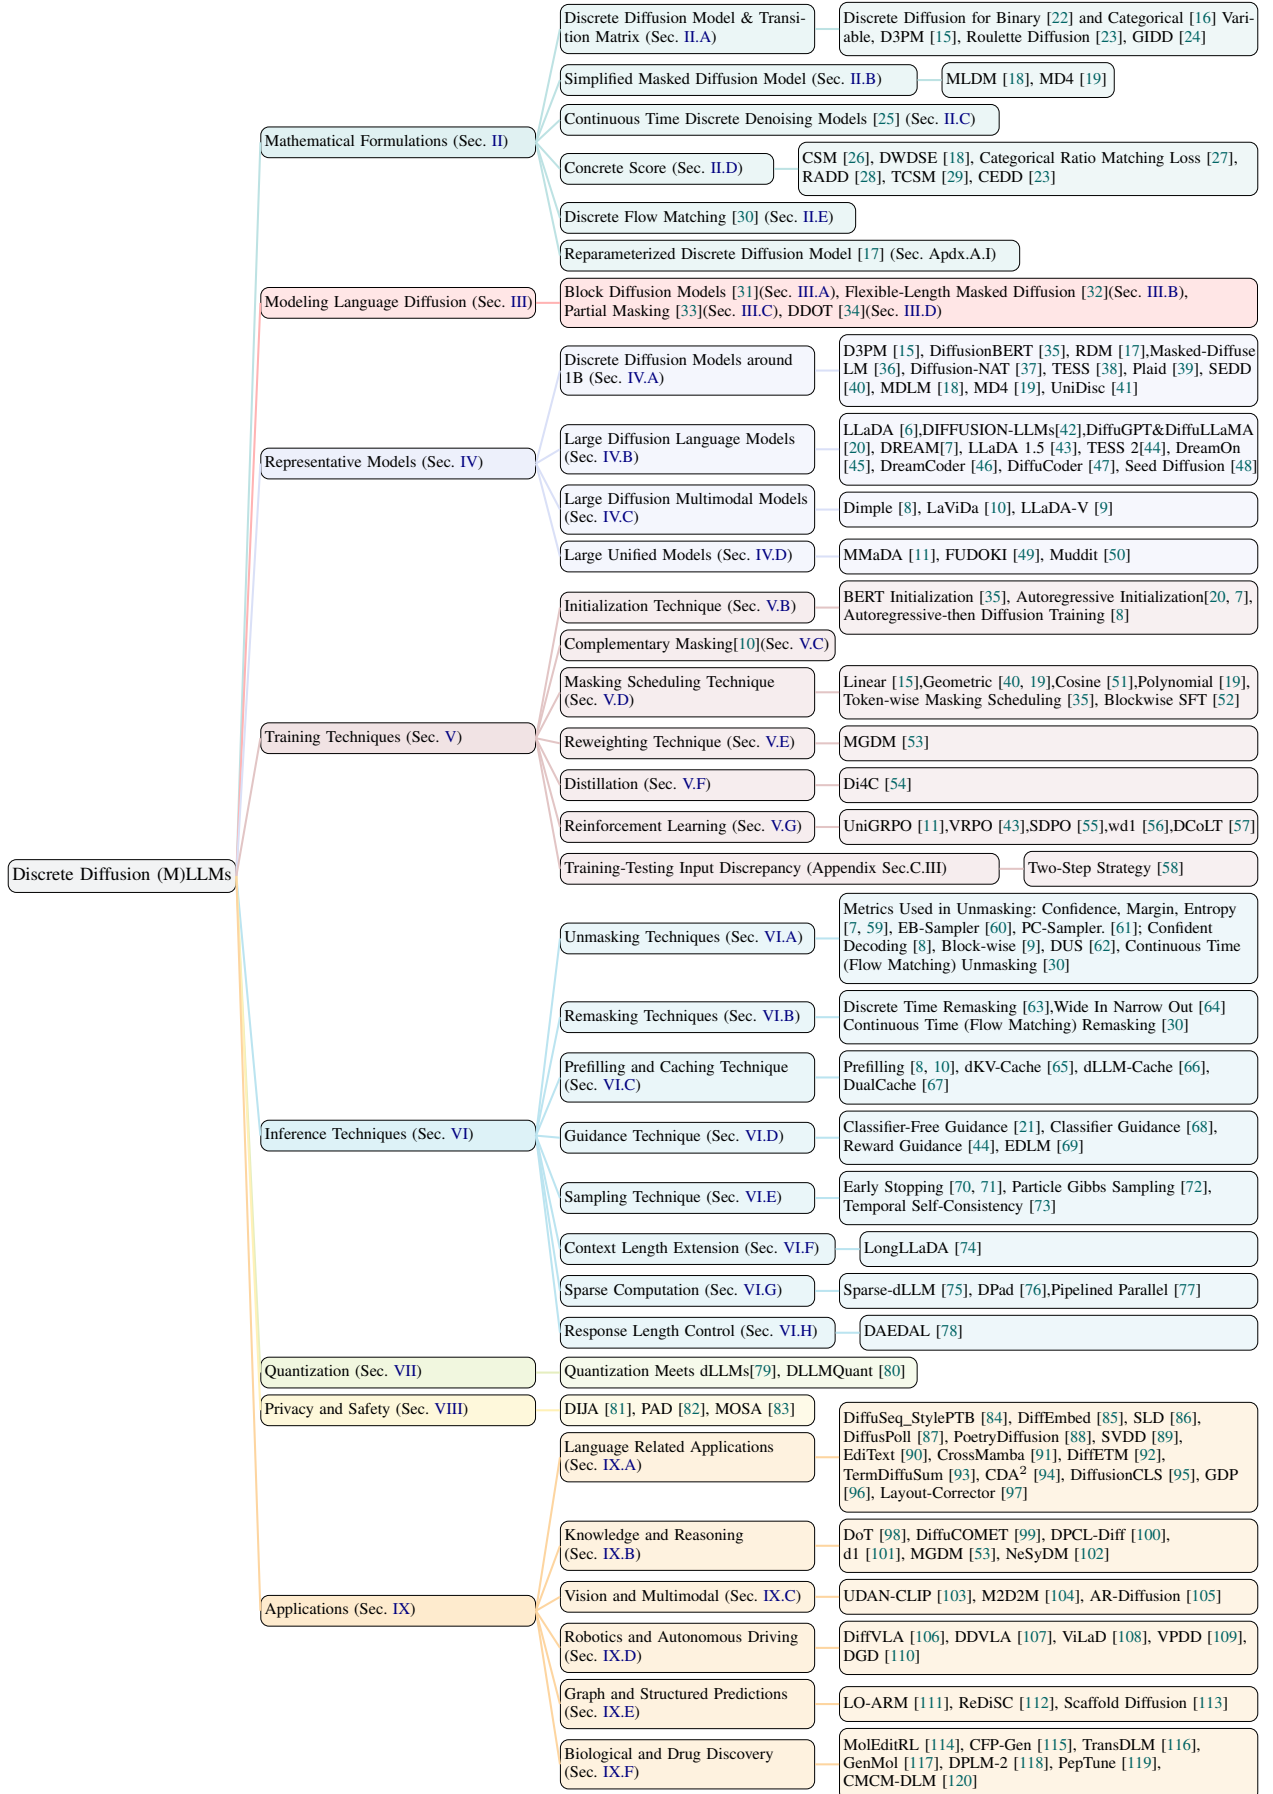 Discrete Diffusion (M)LLMs
Mathematical Formulations (Sec. II)
Discrete Diffusion Model & Transi-
tion Matrix (Sec. II.A)
Discrete Diffusion for Binary [22] and Categorical [16] Vari-
able, D3PM [15], Roulette Diffusion [23], GIDD [24]
Simplified Masked Diffusion Model (Sec. II.B)
MLDM [18], MD4 [19]
Continuous Time Discrete Denoising Models [25] (Sec. II.C)
Concrete Score (Sec. II.D)
CSM [26], DWDSE [18], Categorical Ratio Matching Loss [27],
RADD [28], TCSM [29], CEDD [23]
Discrete Flow Matching [30] (Sec. II.E)
Reparameterized Discrete Diffusion Model [17] (Sec. Apdx.A.I)
Modeling Language Diffusion (Sec. III)
Block Diffusion Models [31](Sec. III.A), Flexible-Length Masked Diffusion [32](Sec. III.B),
Partial Masking [33](Sec. III.C), DDOT [34](Sec. III.D)
Representative Models (Sec. IV)
Discrete Diffusion Models around
1B (Sec. IV.A)
D3PM [15], DiffusionBERT [35], RDM [17],Masked-Diffuse
LM [36], Diffusion-NAT [37], TESS [38], Plaid [39], SEDD
[40], MDLM [18], MD4 [19], UniDisc [41]
Large Diffusion Language Models
(Sec. IV.B)
LLaDA [6],DIFFUSION-LLMs[42],DiffuGPT&DiffuLLaMA
[20], DREAM[7], LLaDA 1.5 [43], TESS 2[44], DreamOn
[45], DreamCoder [46], DiffuCoder [47], Seed Diffusion [48]
Large Diffusion Multimodal Models
(Sec. IV.C)
Dimple [8], LaViDa [10], LLaDA-V [9]
Large Unified Models (Sec. IV.D)
MMaDA [11], FUDOKI [49], Muddit [50]
Training Techniques (Sec. V)
Initialization Technique (Sec. V.B)
BERT Initialization [35], Autoregressive Initialization[20, 7],
Autoregressive-then Diffusion Training [8]
Complementary Masking[10](Sec. V.C)
Masking Scheduling Technique
(Sec. V.D)
Linear [15],Geometric [40, 19],Cosine [51],Polynomial [19],
Token-wise Masking Scheduling [35], Blockwise SFT [52]
Reweighting Technique (Sec. V.E)
MGDM [53]
Distillation (Sec. V.F)
Di4C [54]
Reinforcement Learning (Sec. V.G)
UniGRPO [11],VRPO [43],SDPO [55],wd1 [56],DCoLT [57]
Training-Testing Input Discrepancy (Appendix Sec.C.III)
Two-Step Strategy [58]
Inference Techniques (Sec. VI)
Unmasking Techniques (Sec. VI.A)
Metrics Used in Unmasking: Confidence, Margin, Entropy
[7, 59], EB-Sampler [60], PC-Sampler. [61]; Confident
Decoding [8], Block-wise [9], DUS [62], Continuous Time
(Flow Matching) Unmasking [30]
Remasking Techniques (Sec. VI.B)
Discrete Time Remasking [63],Wide In Narrow Out [64]
Continuous Time (Flow Matching) Remasking [30]
Prefilling and Caching Technique
(Sec. VI.C)
Prefilling [8, 10], dKV-Cache [65], dLLM-Cache [66],
DualCache [67]
Guidance Technique (Sec. VI.D)
Classifier-Free Guidance [21], Classifier Guidance [68],
Reward Guidance [44], EDLM [69]
Sampling Technique (Sec. VI.E)
Early Stopping [70, 71], Particle Gibbs Sampling [72],
Temporal Self-Consistency [73]
Context Length Extension (Sec. VI.F)
LongLLaDA [74]
Sparse Computation (Sec. VI.G)
Sparse-dLLM [75], DPad [76],Pipelined Parallel [77]
Response Length Control (Sec. VI.H)
DAEDAL [78]
Quantization (Sec. VII)
Quantization Meets dLLMs[79], DLLMQuant [80]
Privacy and Safety (Sec. VIII)
DIJA [81], PAD [82], MOSA [83]
Applications (Sec. IX)
Language Related Applications
(Sec. IX.A)
DiffuSeq_StylePTB [84], DiffEmbed [85], SLD [86],
DiffusPoll [87], PoetryDiffusion [88], SVDD [89],
EdiText [90], CrossMamba [91], DiffETM [92],
TermDiffuSum [93], CDA² [94], DiffusionCLS [95], GDP
[96], Layout-Corrector [97]
Knowledge and Reasoning
(Sec. IX.B)
DoT [98], DiffuCOMET [99], DPCL-Diff [100],
d1 [101], MGDM [53], NeSyDM [102]
Vision and Multimodal (Sec. IX.C)
UDAN-CLIP [103], M2D2M [104], AR-Diffusion [105]
Robotics and Autonomous Driving
(Sec. IX.D)
DiffVLA [106], DDVLA [107], ViLaD [108], VPDD [109],
DGD [110]
Graph and Structured Predictions
(Sec. IX.E)
LO-ARM [111], ReDiSC [112], Scaffold Diffusion [113]
Biological and Drug Discovery
(Sec. IX.F)
MolEditRL [114], CFP-Gen [115], TransDLM [116],
GenMol [117], DPLM-2 [118], PepTune [119],
CMCM-DLM [120]